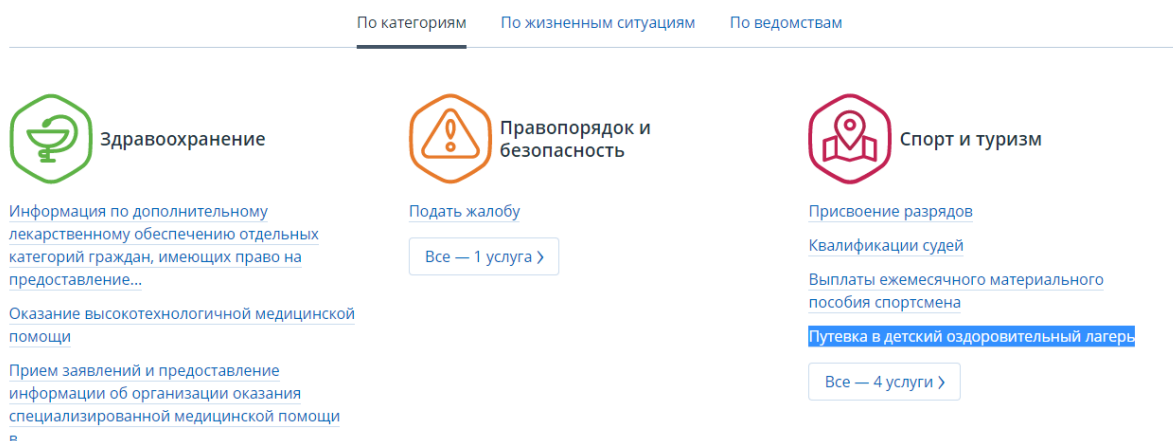 По категориям
По жизненным ситуациям
По ведомствам
Здравоохранение
Информация по дополнительному
лекарственному обеспечению отдельных
категорий граждан, имеющих право на
предоставление...
Оказание высокотехнологичной медицинской
помощи
Прием заявлений и предоставление
информации об организации оказания
специализированной медицинской помощи
в
Правопорядок и
безопасность
Подать жалобу
Все — 1 услуга
Спорт и туризм
Присвоение разрядов
Квалификации судей
Выплаты ежемесячного материального
пособия спортсмена
Путевка в детский оздоровительный лагерь
Все — 4 услуги